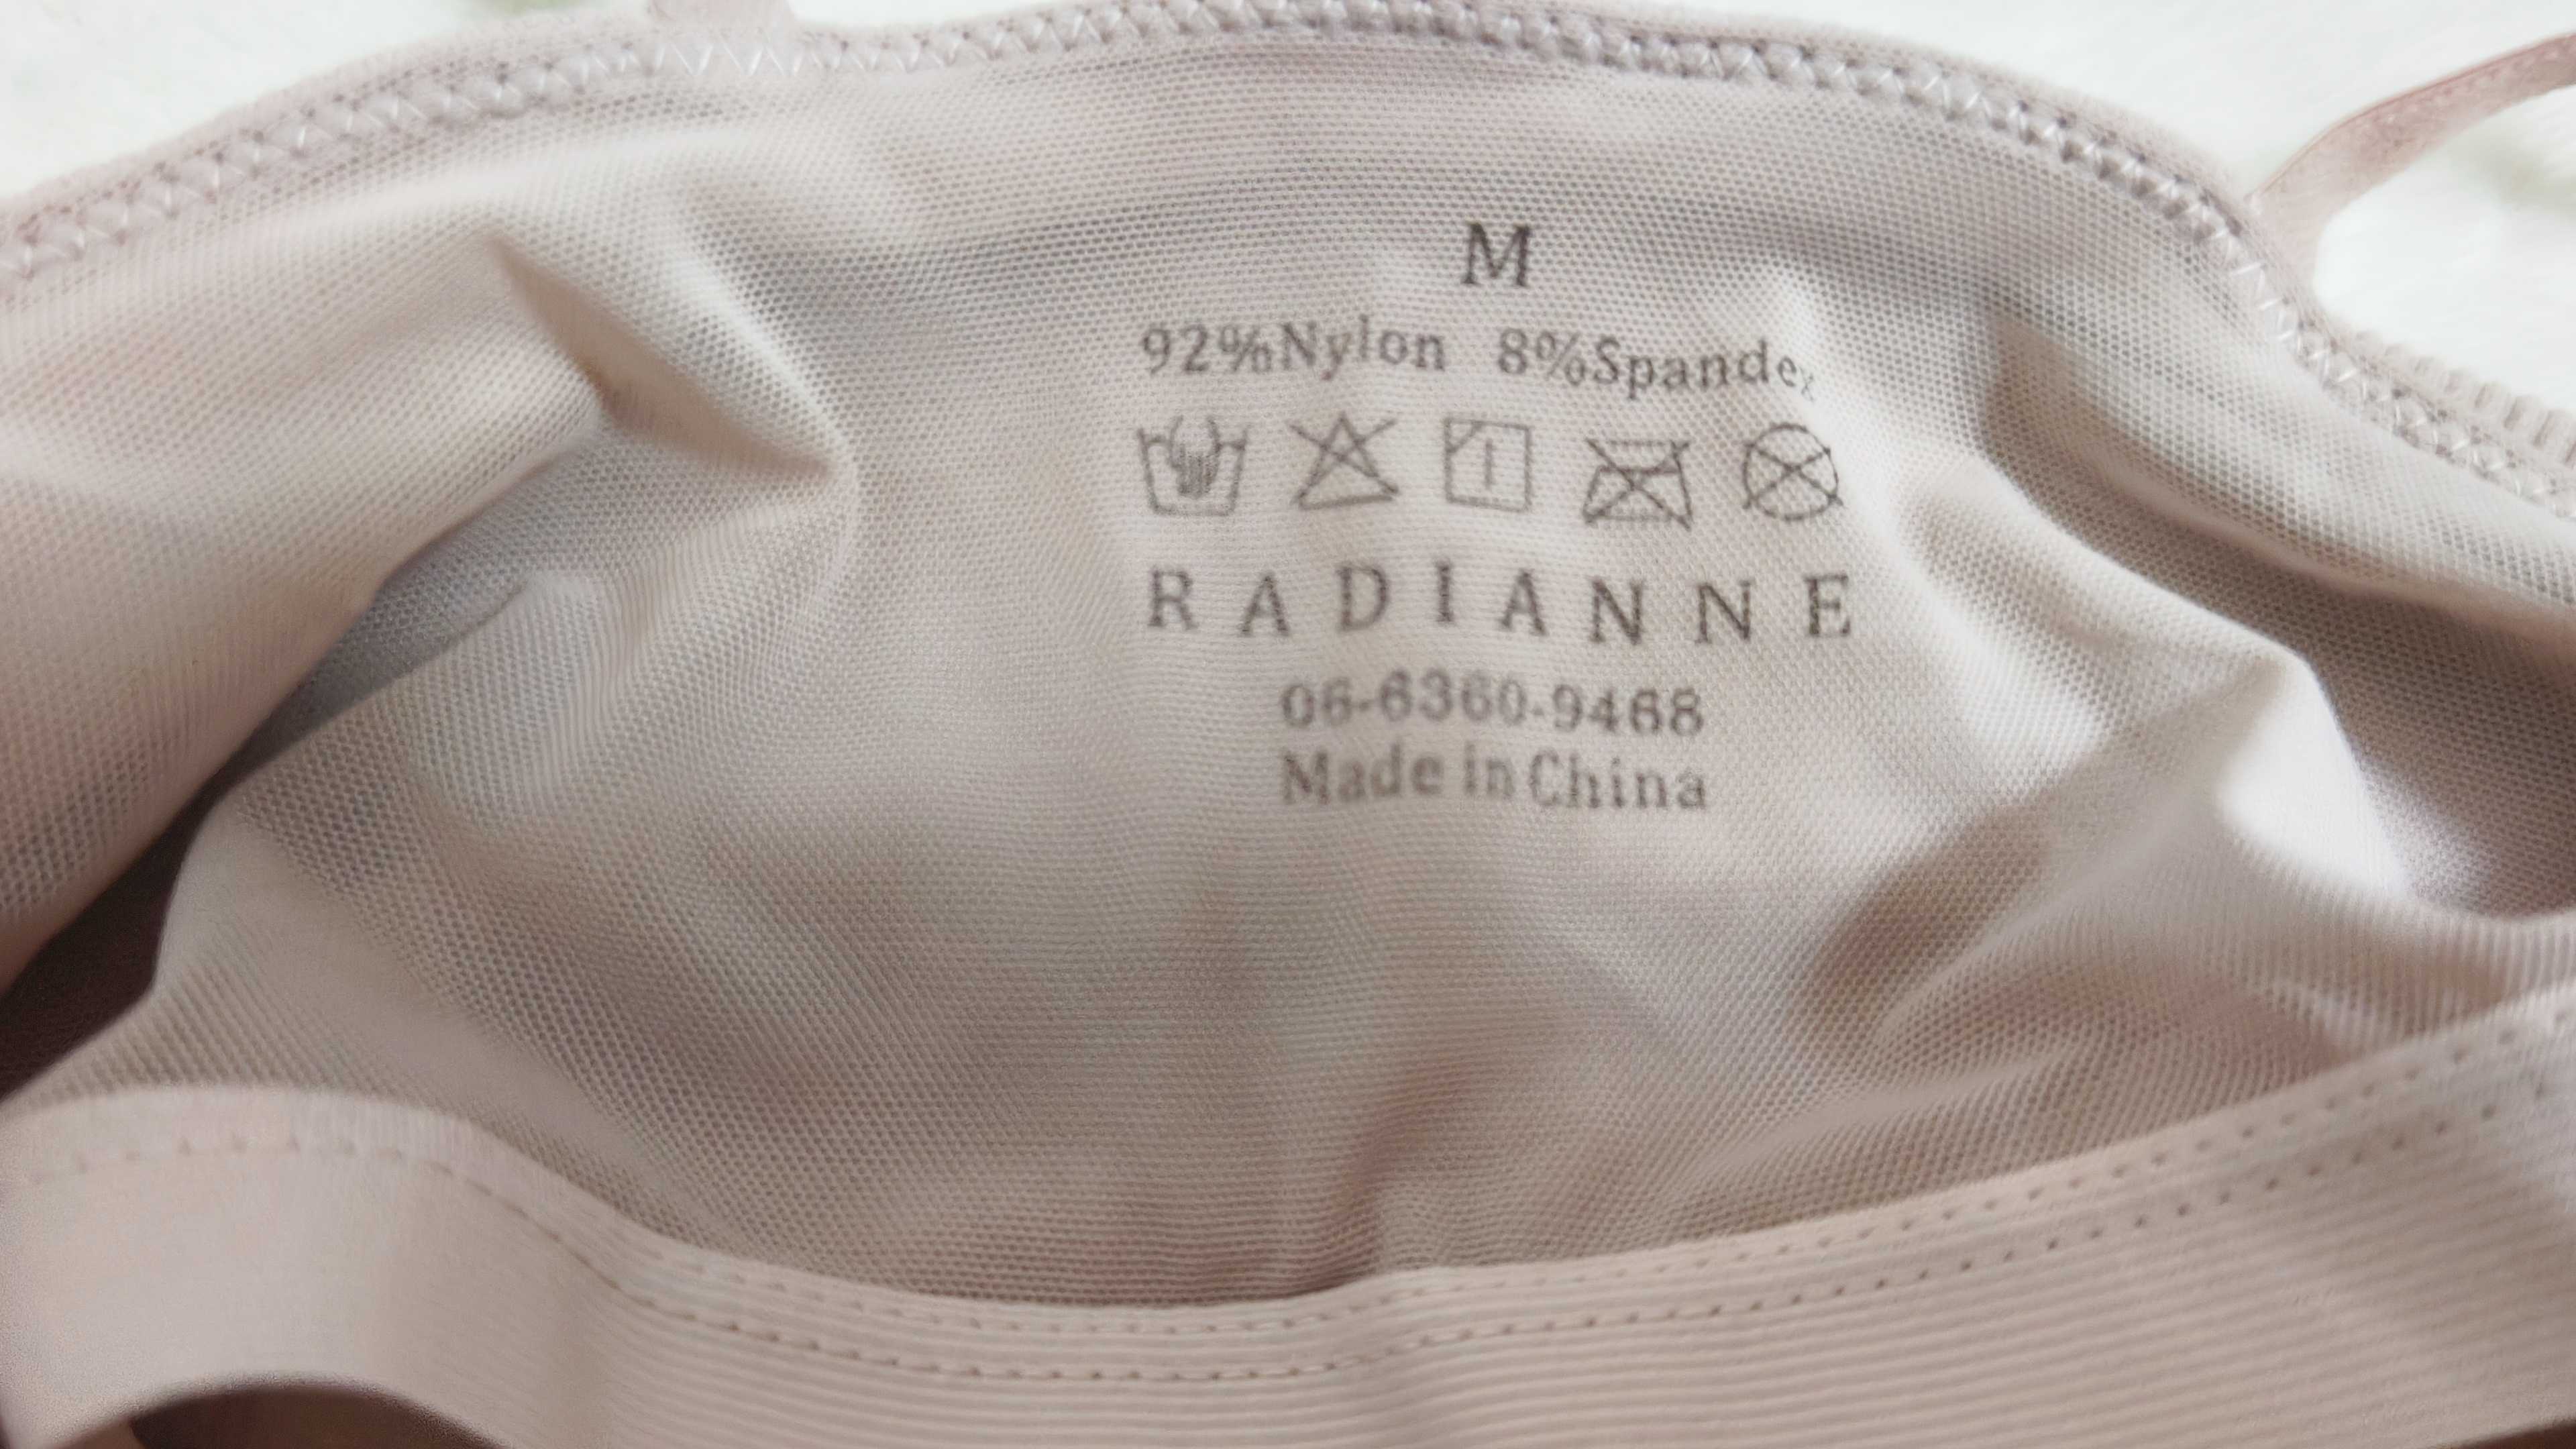 M
92%Nylon 8%Spandex
RADIANNE
06-6360-9468
Made in China